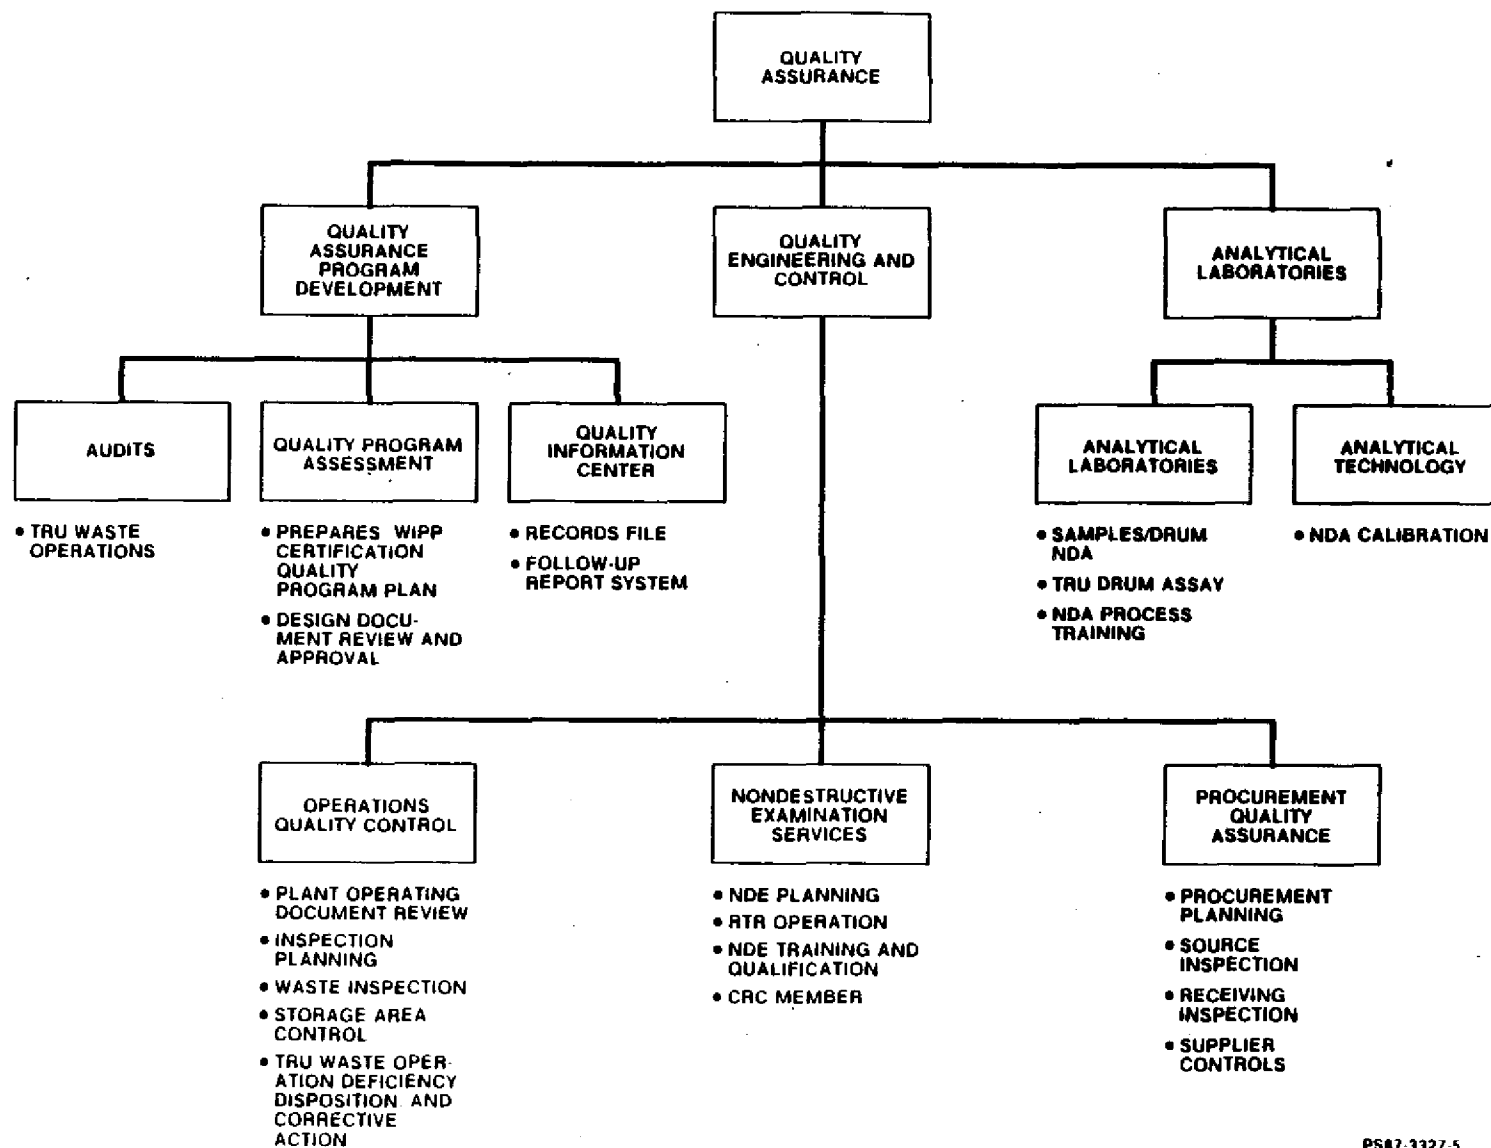 QUALITY
ASSURANCE
QUALITY
ASSURANCE
PROGRAM
DEVELOPMENT
QUALITY
ENGINEERING AND
CONTROL
ANALYTICAL
LABORATORIES
AUDITS
QUALITY PROGRAM
ASSESSMENT
QUALITY
INFORMATION
CENTER
ANALYTICAL
LABORATORIES
ANALYTICAL
TECHNOLOGY
• TRU WASTE
OPERATIONS
• PREPARES WIPP
CERTIFICATION
QUALITY
PROGRAM PLAN
• DESIGN DOCU-
MENT REVIEW AND
APPROVAL
• RECORDS FILE
• FOLLOW-UP
REPORT SYSTEM
• SAMPLES/DRUM
NDA
• TRU DRUM ASSAY
• NDA PROCESS
TRAINING
• NDA CALIBRATION
OPERATIONS
QUALITY CONTROL
NONDESTRUCTIVE
EXAMINATION
SERVICES
PROCUREMENT
QUALITY
ASSURANCE
• PLANT OPERATING
DOCUMENT REVIEW
• INSPECTION
PLANNING
• WASTE INSPECTION
• STORAGE AREA
CONTROL
• TRU WASTE OPER-
ATION DEFICIENCY
DISPOSITION AND
CORRECTIVE
ACTION
• NDE PLANNING
• RTR OPERATION
• NDE TRAINING AND
QUALIFICATION
• CRC MEMBER
• PROCUREMENT
PLANNING
• SOURCE
INSPECTION
• RECEIVING
INSPECTION
• SUPPLIER
CONTROLS
PS87-3327-5